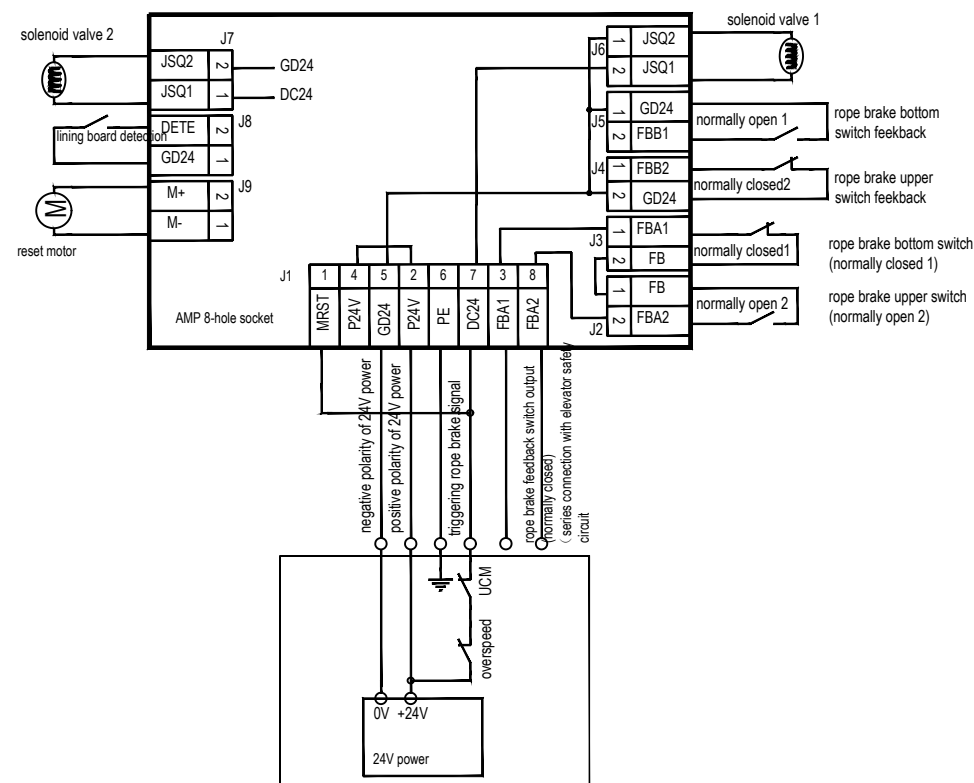 solenoid valve 2
J7
JSQ2
2
GD24
JSQ1
1
DC24
J8
DETE
2
lining board detection
GD24
1
J9
M+
2
M
M-
1
reset motor
solenoid valve 1
J6
1
JSQ2
2
JSQ1
J5
1
GD24
2
FBB1
normally open 1
rope brake bottom
switch feekback
J4
1
FBB2
2
GD24
normally closed2
rope brake upper
switch feekback
J3
1
FBA1
2
FB
normally closed1
rope brake bottom switch
(normally closed 1)
1
FB
J2
2
FBA2
normally open 2
rope brake upper switch
(normally open 2)
J1
1
4
5
2
6
7
3
8
AMP 8-hole socket
MRST
P24V
GD24
P24V
PE
DC24
FBA1
FBA2
negative polarity of 24V power
positive polarity of 24V power
triggering rope brake signal
rope brake feedback switch output
(normally closed)
（series connection with elevator safety
circuit
UCM
overspeed
0V
+24V
24V power